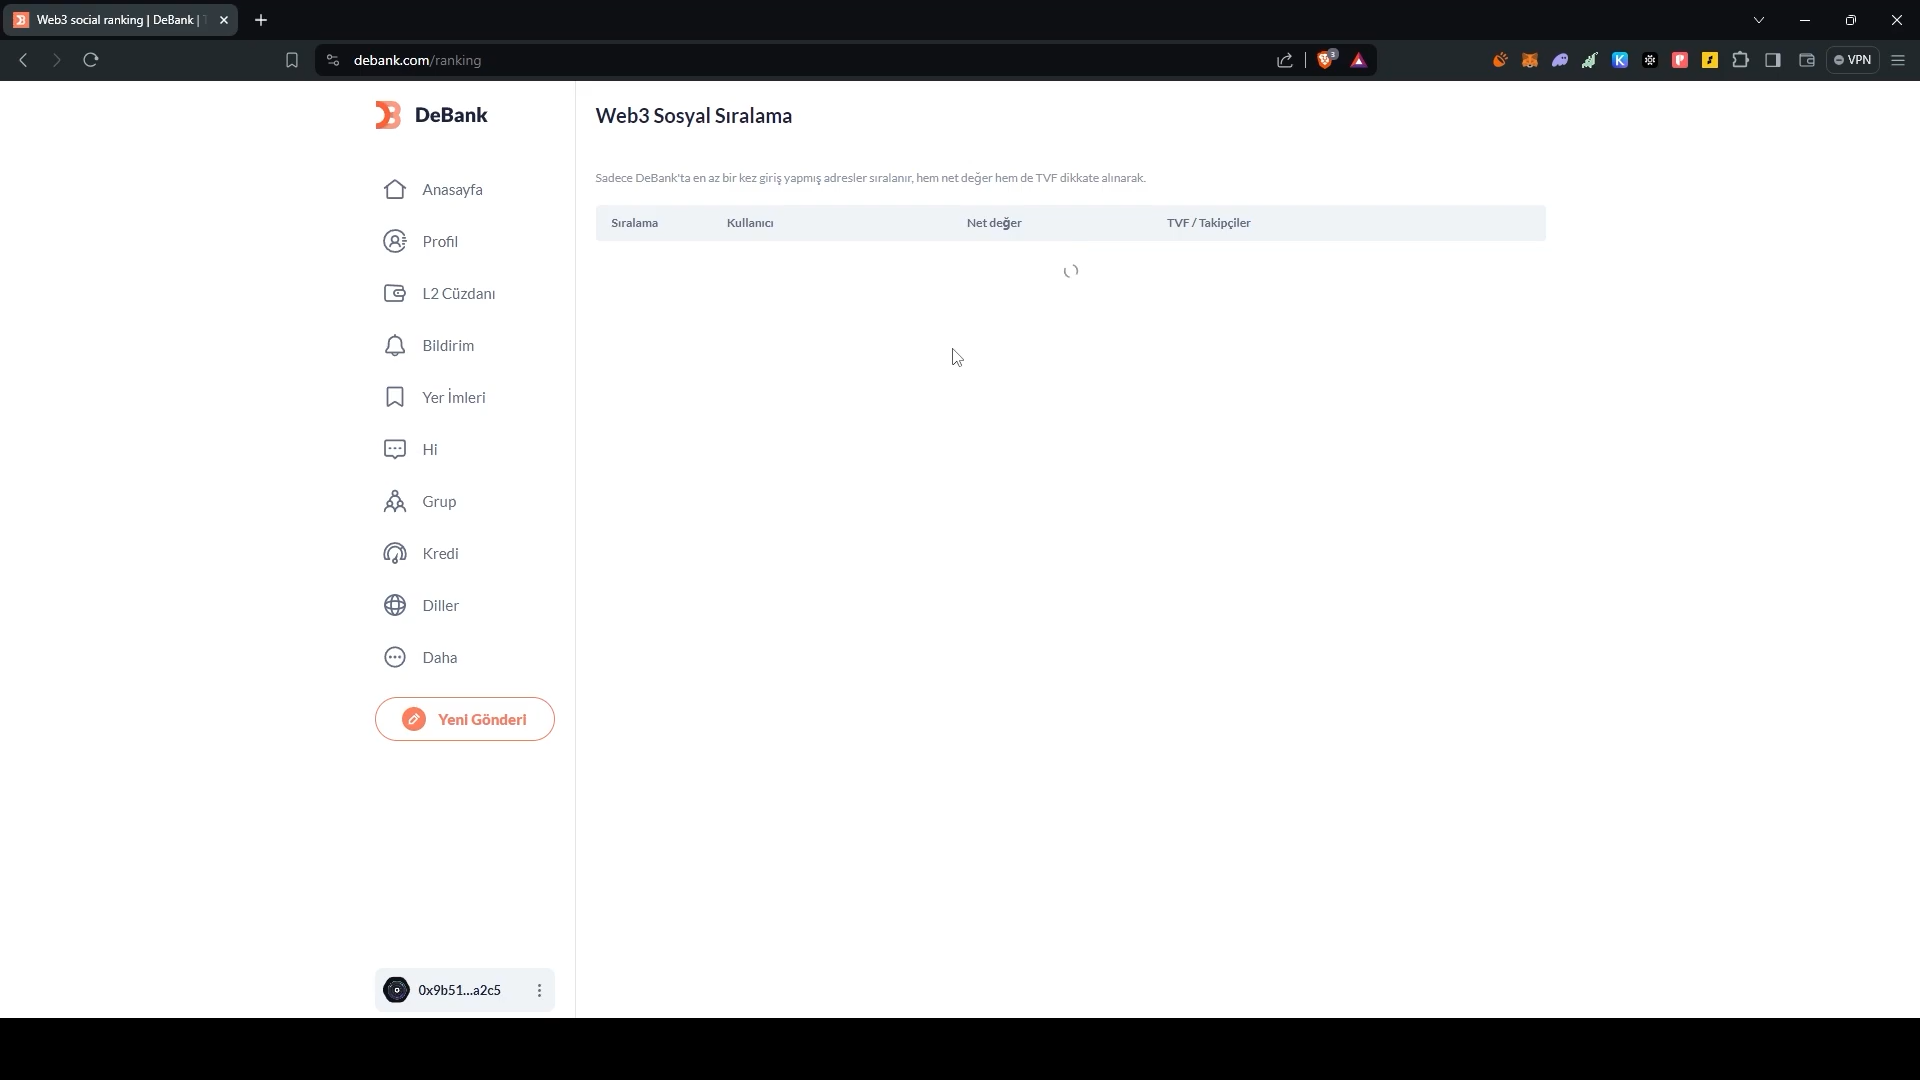 Web3 social ranking | DeBank |
debank.com/ranking
3
VPN
DeBank
Anasayfa
Profil
L2 Cüzdanı
Bildirim
Yer İmleri
Hi
Grup
Kredi
Diller
Daha
Yeni Gönderi
0x9b51...a2c5
Web3 Sosyal Sıralama
Sadece DeBank'ta en az bir kez giriş yapmış adresler sıralanır, hem net değer hem de TVF dikkate alınarak.
Sıralama Kullanıcı Net değer TVF / Takipçiler